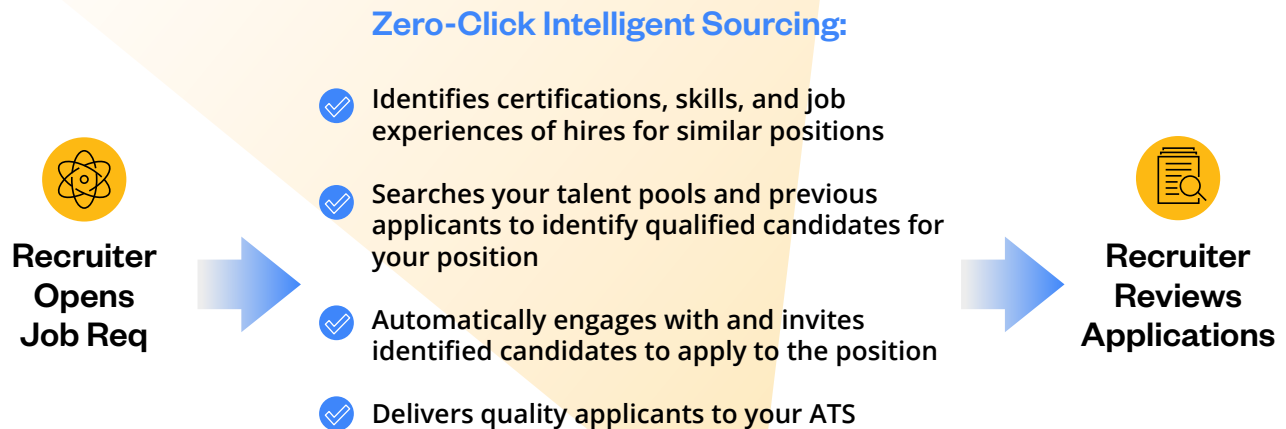 Zero-Click Intelligent Sourcing:
Recruiter
Opens
Job Req
Identifies certifications, skills, and job
experiences of hires for similar positions
Searches your talent pools and previous
applicants to identify qualified candidates for
your position
Automatically engages with and invites
identified candidates to apply to the position
Delivers quality applicants to your ATS
Recruiter
Reviews
Applications